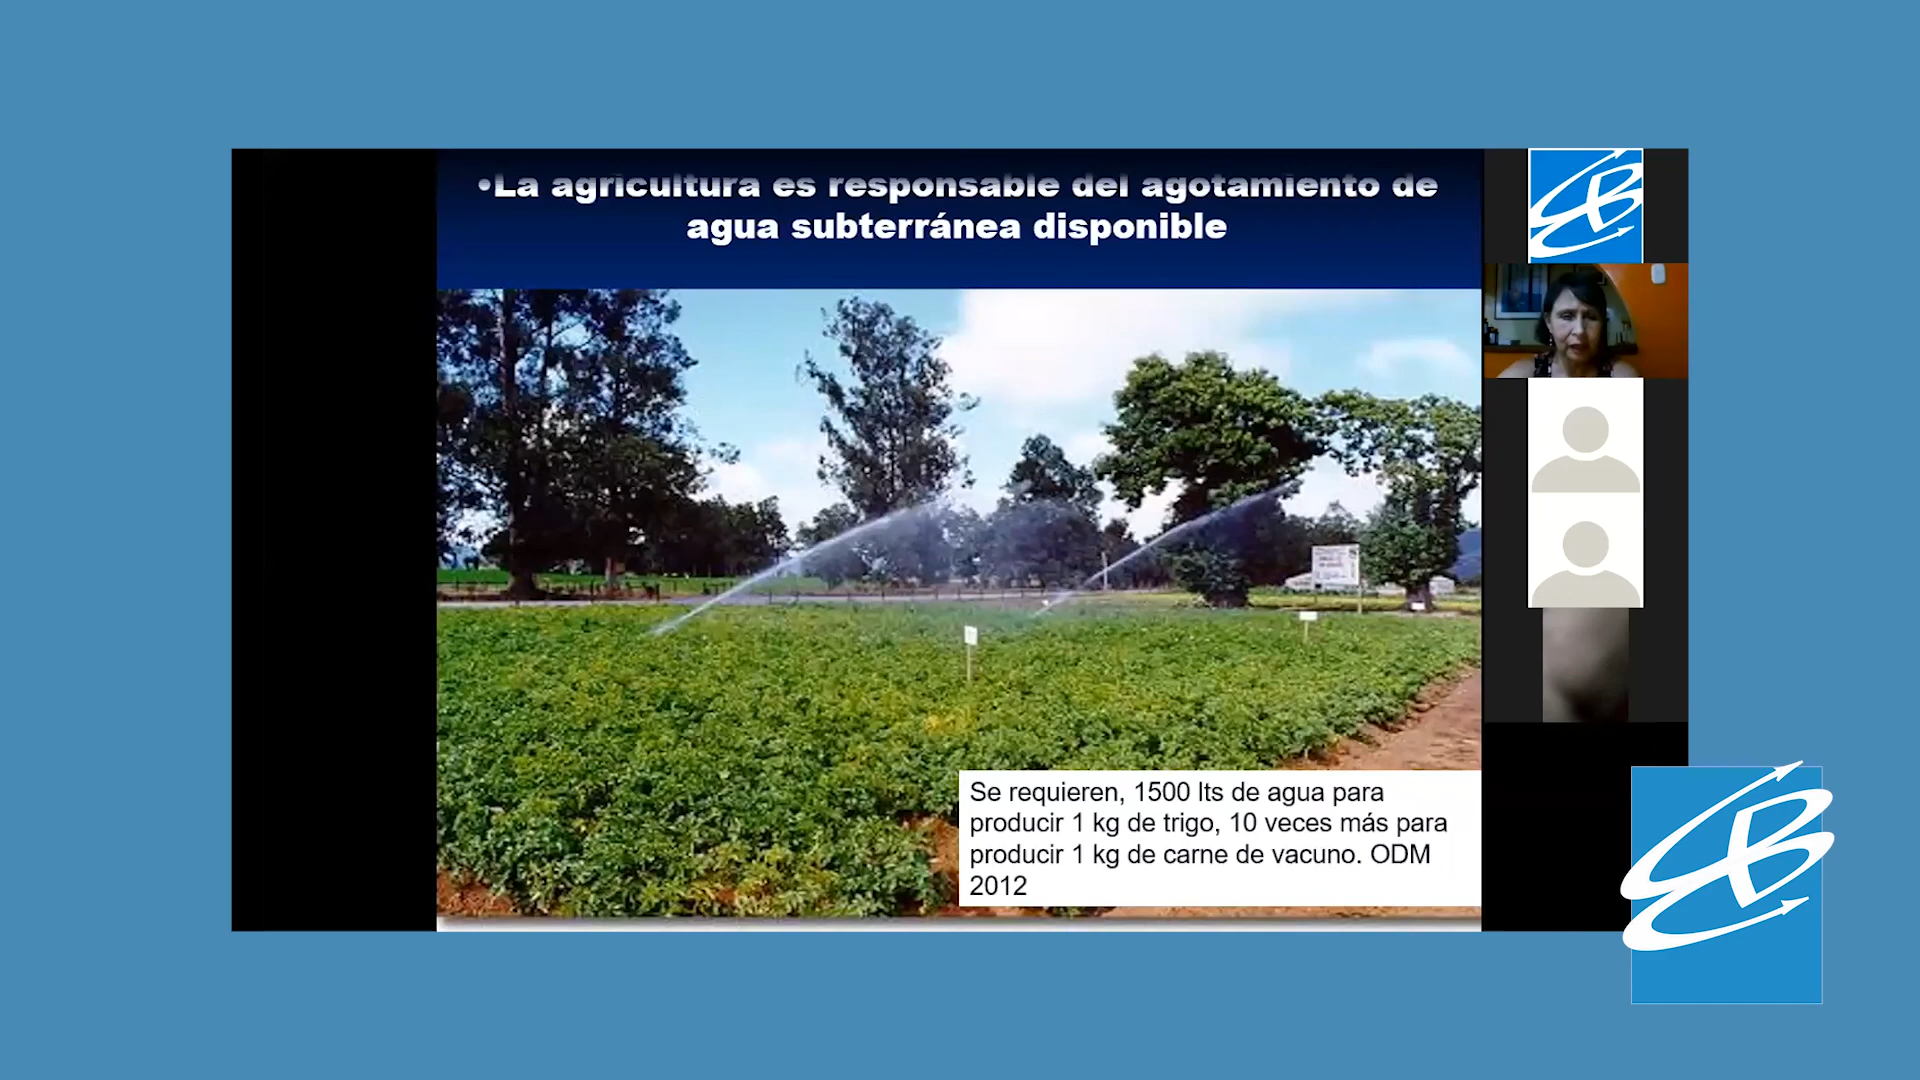 •La agricultura es responsable del agotamiento de
agua subterránea disponible
Se requieren, 1500 lts de agua para
producir 1 kg de trigo, 10 veces más para
producir 1 kg de carne de vacuno. ODM
2012